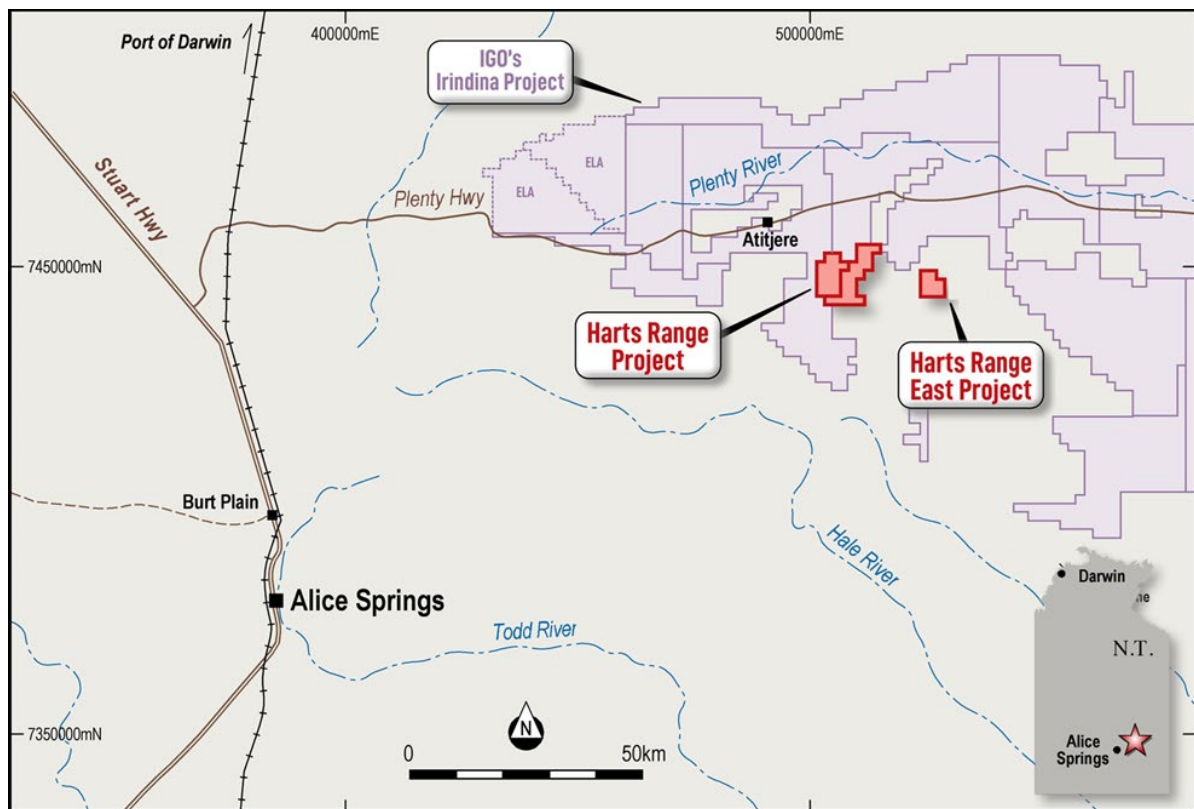 Port of Darwin
400000mE
500000mE
IGO's
Irindina Project
Stuart Hwy
ELA
ELA
Plenty River
Plenty Hwy
Atitjere
7450000mN
Harts Range
Project
Harts Range
East Project
Burt Plain
Hale River
Alice Springs
Todd River
Darwin
ne
N.T.
N
7350000mN
0
50km
Alice
Springs